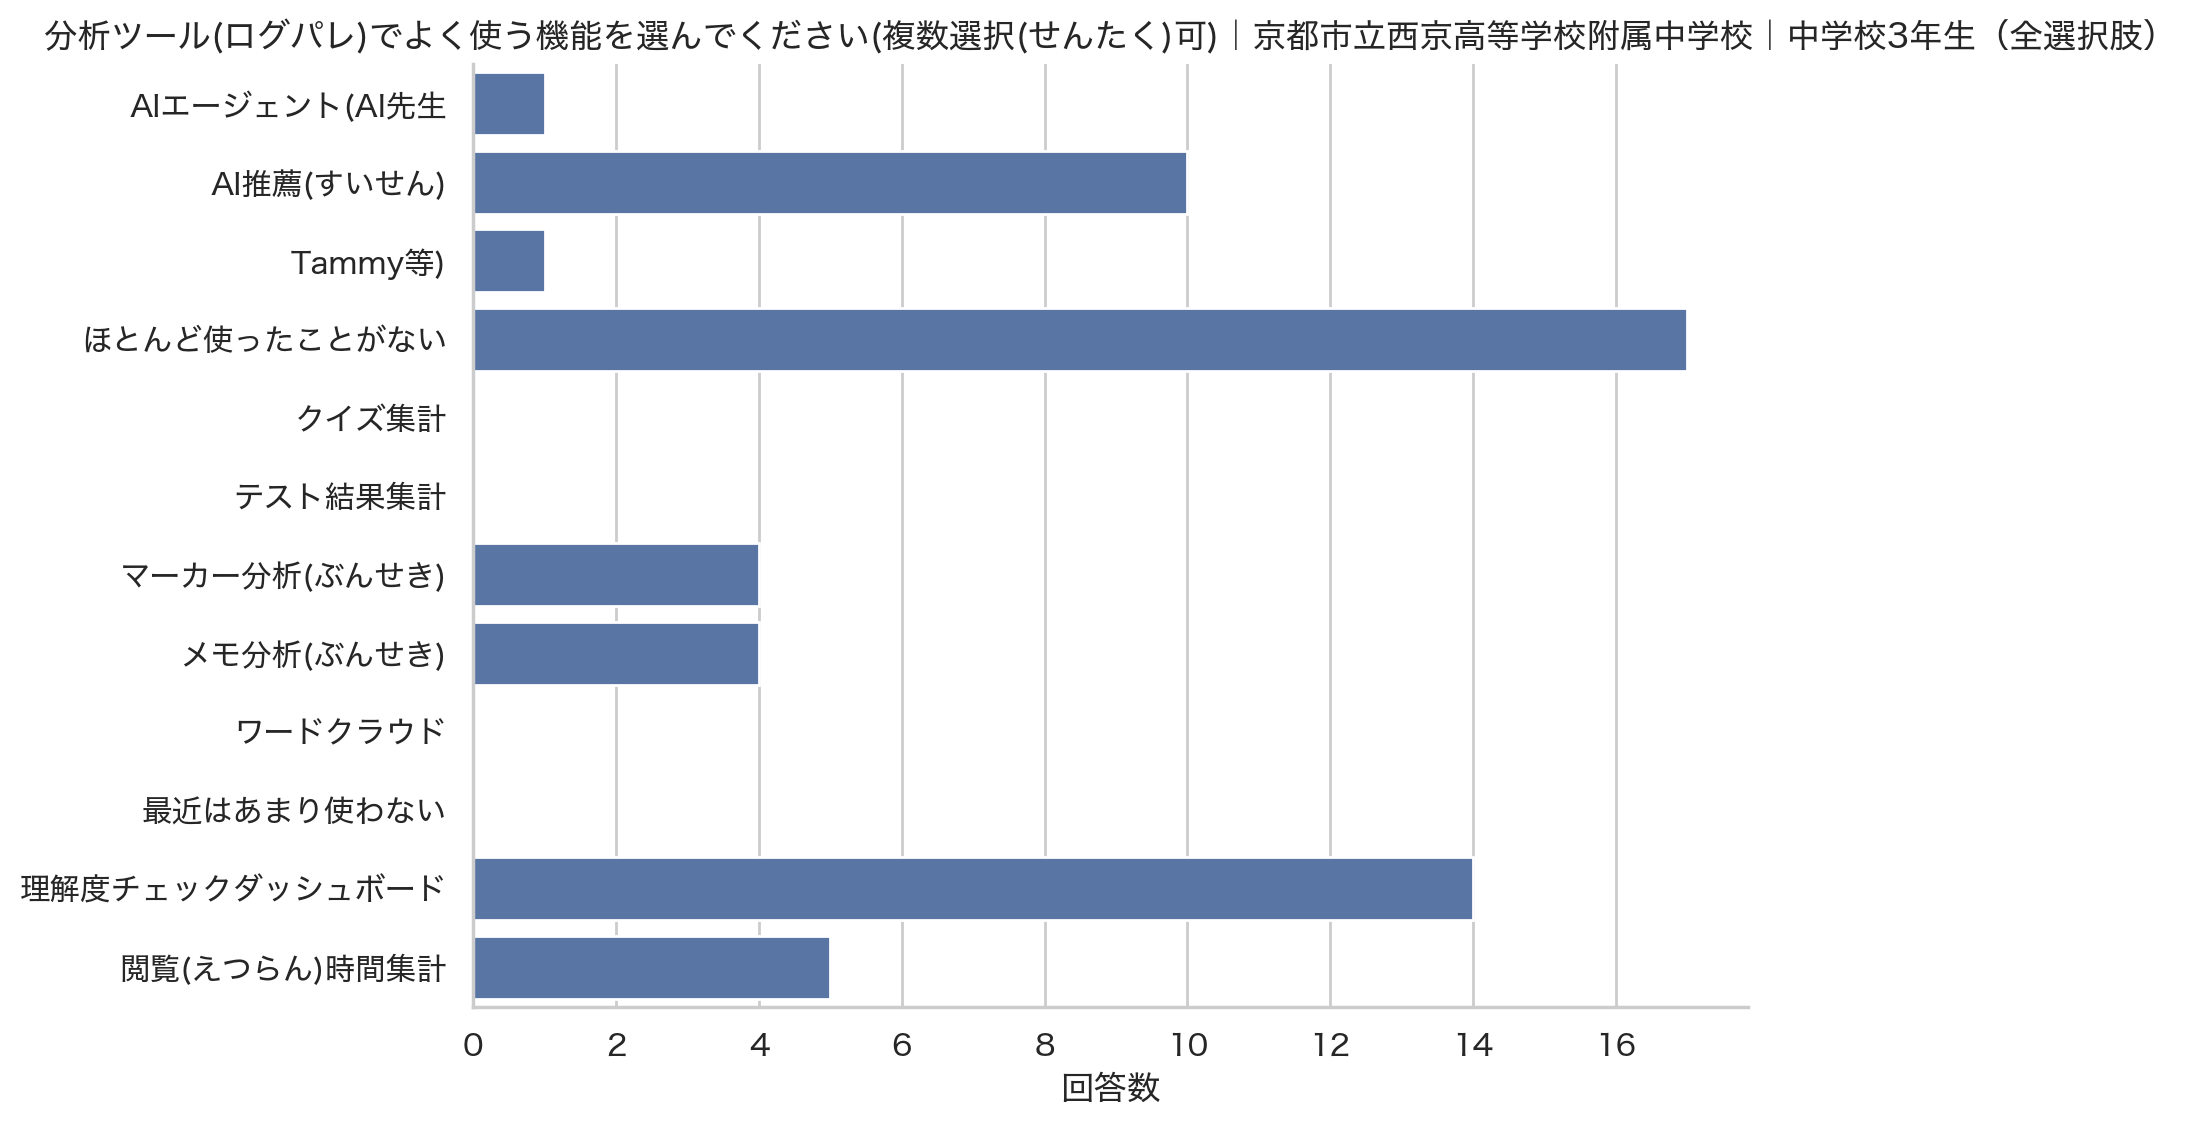 分析ツール(ログパレ)でよく使う機能を選んでください(複数選択(せんたく)可)｜京都市立西京高等学校附属中学校｜中学校3年生（全選択肢）
AIエージェント(AI先生
AI推薦(すいせん)
Tammy等)
ほとんど使ったことがない
クイズ集計
テスト結果集計
マーカー分析(ぶんせき)
メモ分析(ぶんせき)
ワードクラウド
最近はあまり使わない
理解度チェックダッシュボード
閲覧(えつらん)時間集計
0 2 4 6 8 10 12 14 16
回答数